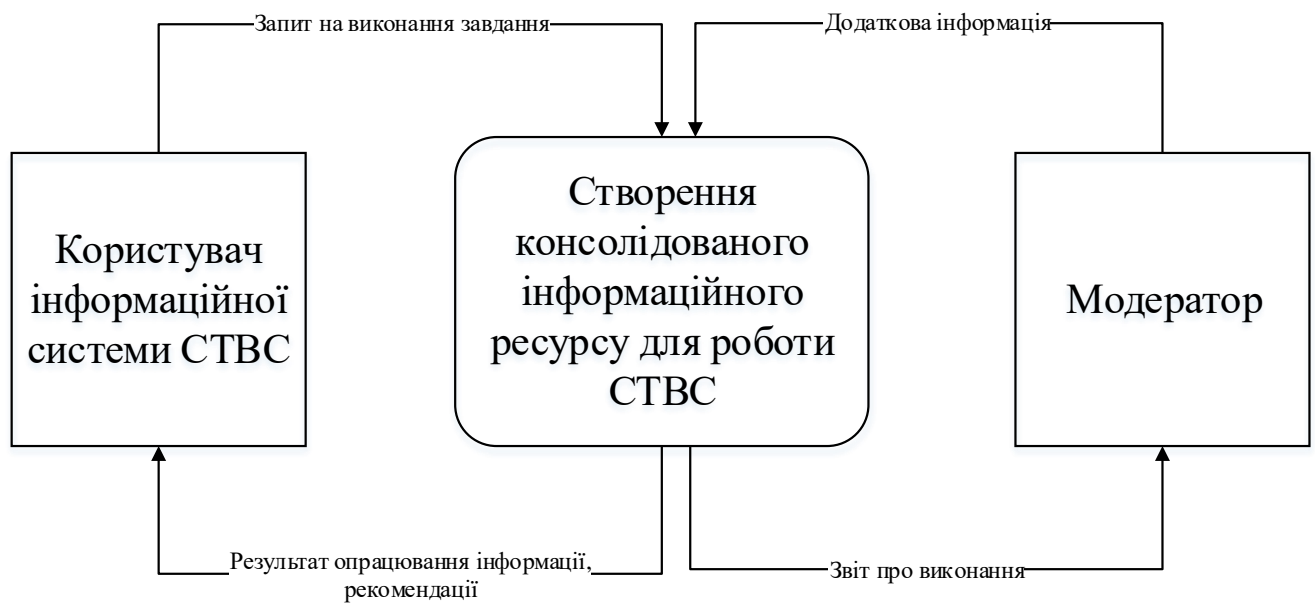 Запит на виконання завдання
Додаткова інформація
Користувач
інформаційної
системи СТВС
Створення
консолідованого
інформаційного
ресурсу для роботи
СТВС
Модератор
Результат опрацювання інформації,
рекомендації
Звіт про виконання